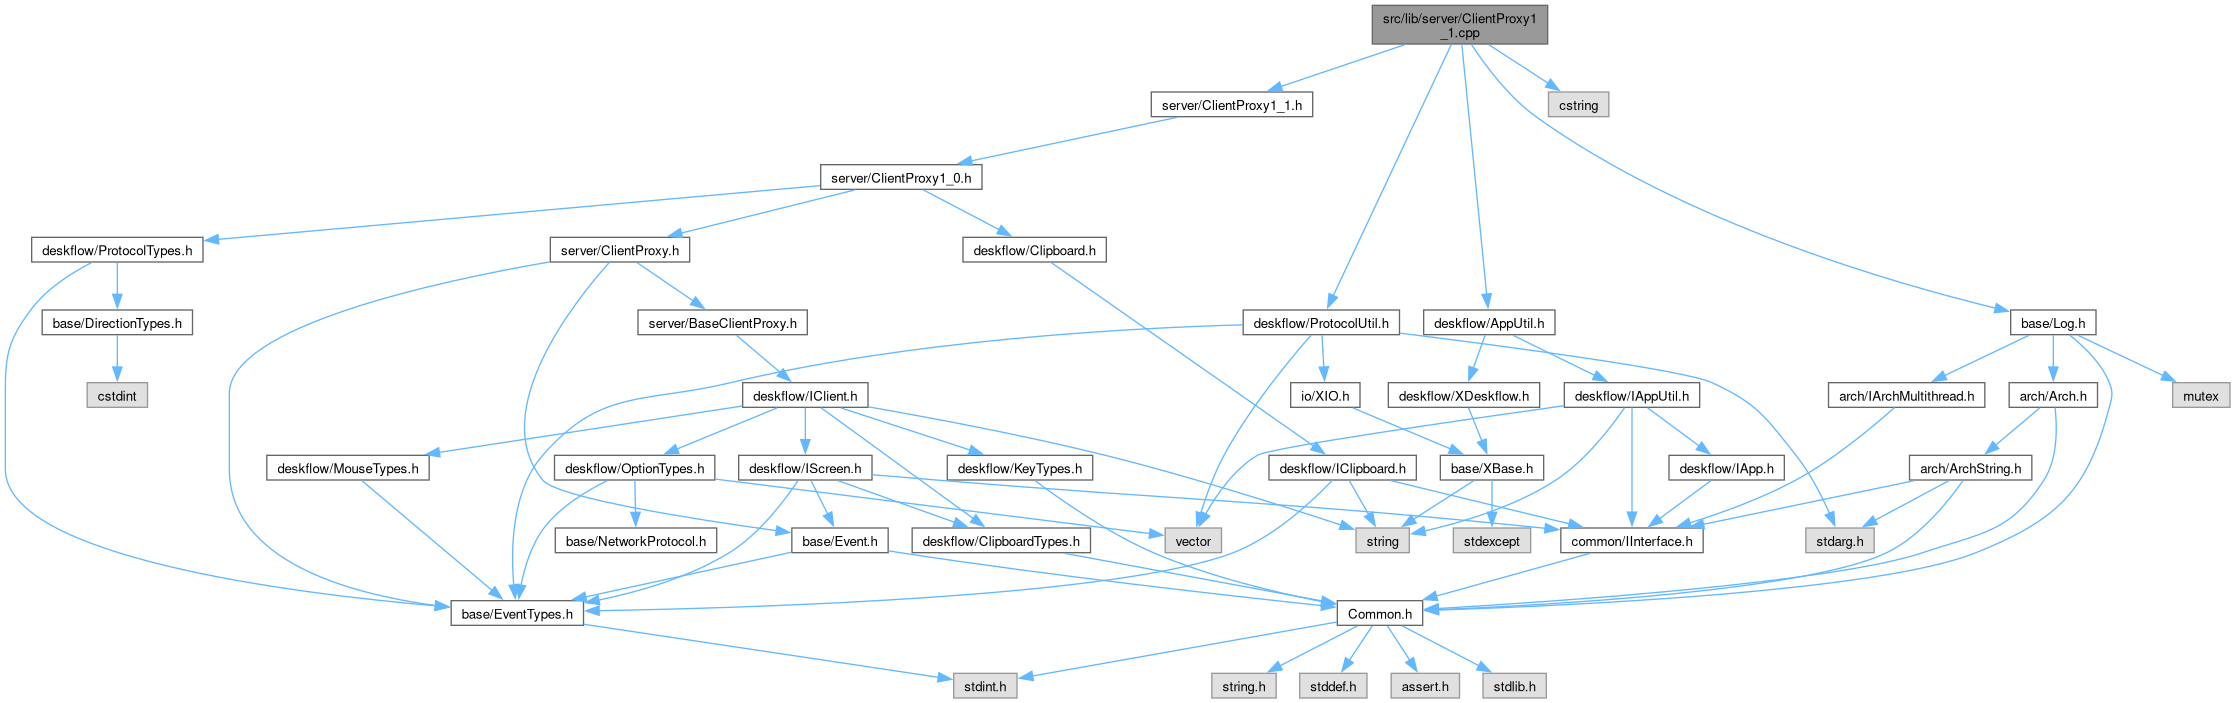 src/lib/server/ClientProxy1
_1.cpp
server/ClientProxy1_1.h
cstring
server/ClientProxy1_0.h
deskflow/ProtocolTypes.h
server/ClientProxy.h
deskflow/Clipboard.h
base/DirectionTypes.h
server/BaseClientProxy.h
deskflow/ProtocolUtil.h
deskflow/AppUtil.h
base/Log.h
cstdint
deskflow/IClient.h
io/XIO.h
deskflow/XDeskflow.h
deskflow/IAppUtil.h
arch/IArchMultithread.h
arch/Arch.h
mutex
deskflow/MouseTypes.h
deskflow/OptionTypes.h
deskflow/IScreen.h
deskflow/KeyTypes.h
deskflow/IClipboard.h
base/XBase.h
deskflow/IApp.h
arch/ArchString.h
base/NetworkProtocol.h
base/Event.h
deskflow/ClipboardTypes.h
vector
string
stdexcept
common/IInterface.h
stdarg.h
base/EventTypes.h
Common.h
stdint.h
string.h
stddef.h
assert.h
stdlib.h